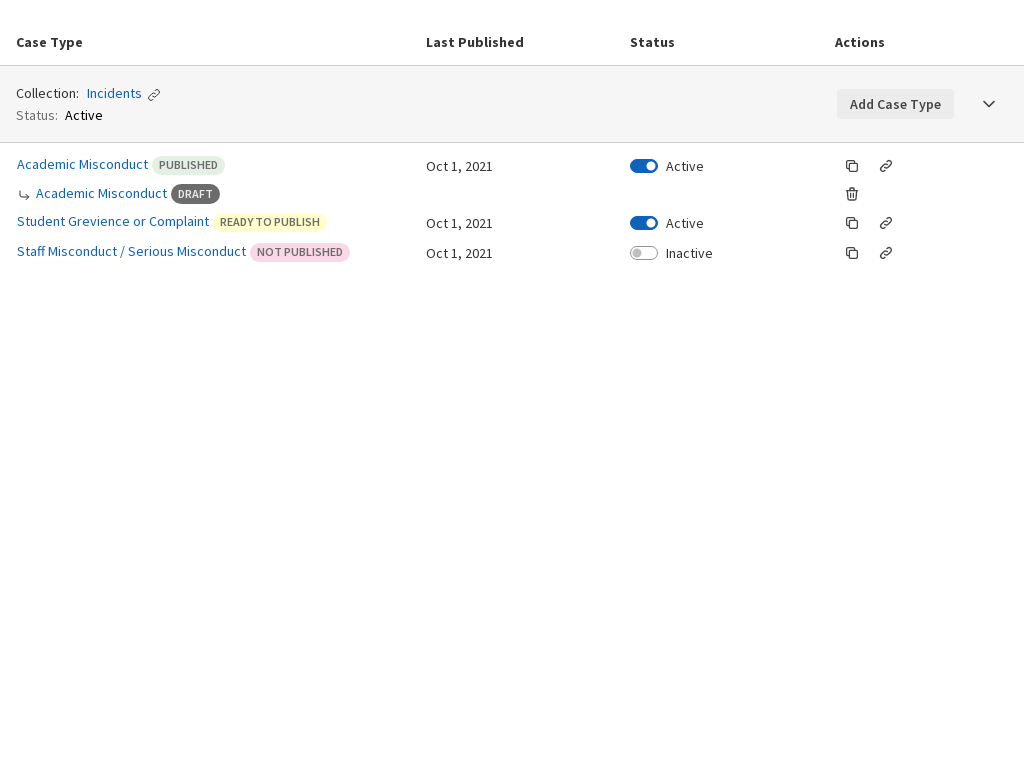 Case Type Last Published Status Actions
Collection: Incidents
Add Case Type
Status: Active
Academic Misconduct PUBLISHED Oct 1, 2021 Active
Academic Misconduct DRAFT
Student Grevience or Complaint READY TO PUBLISH Oct 1, 2021 Active
Staff Misconduct / Serious Misconduct NOT PUBLISHED Oct 1, 2021 Inactive